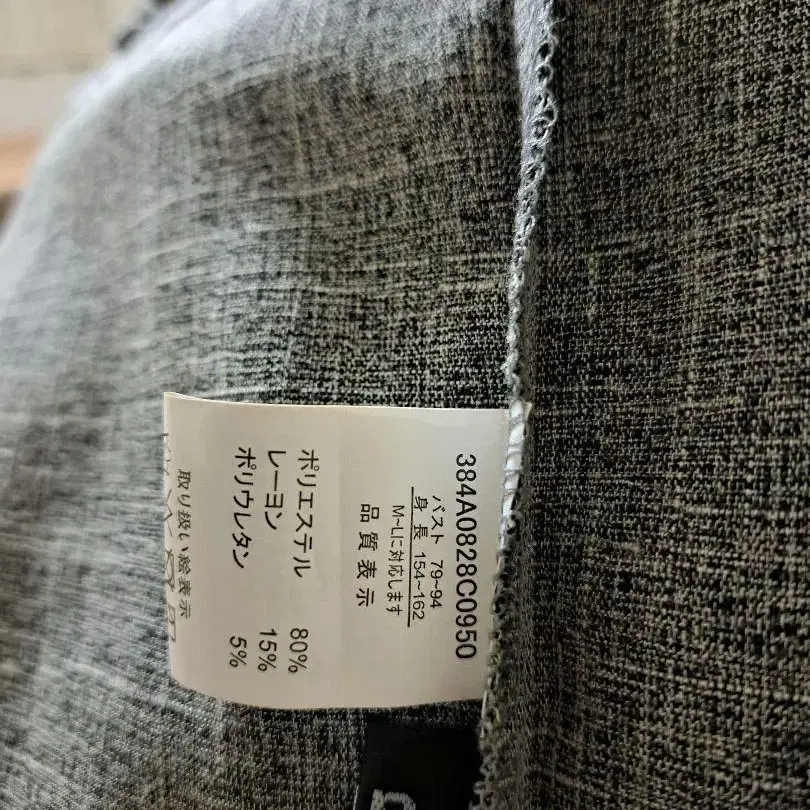 384A0828C0950
バスト 79~94
身長 154~162
M~Lに対応します
品質表示
ポリエステル 80%
レーヨン 15%
ポリウレタン 5%
取り扱い絵表示